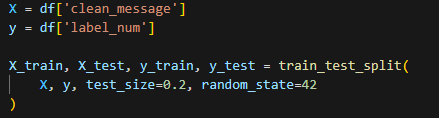 X = df['clean_message']
y = df['label_num']
X_train, X_test, y_train, y_test = train_test_split(
    X, y, test_size=0.2, random_state=42
)